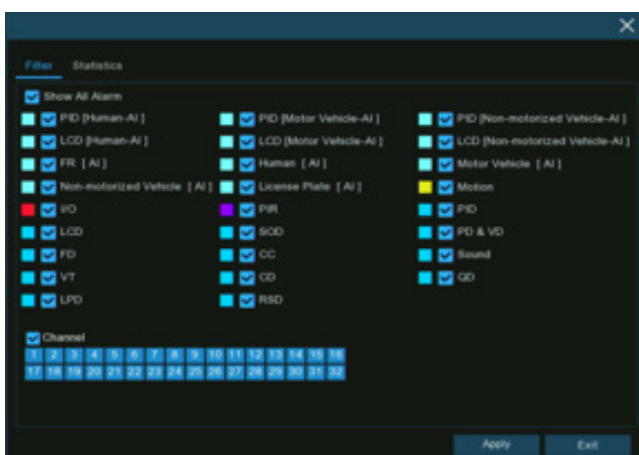 Filter Statistics
Show All Alarm
PID [Human-AI ] PID [Motor Vehicle-AI ] PID [Non-motorized Vehicle-AI ]
LCD [Human-AI ] LCD [Motor Vehicle-AI ] LCD [Non-motorized Vehicle-AI ]
FR [ AI ] Human [ AI ] Motor Vehicle [ AI ]
Non-motorized Vehicle [ AI ] License Plate [ AI ] Motion
I/O PIR PID
LCD SOD PD & VD
FD CC Sound
VT CD QD
LPD RSD
Channel
1 2 3 4 5 6 7 8 9 10 11 12 13 14 15 16
17 18 19 20 21 22 23 24 25 26 27 28 29 30 31 32
Apply Exit